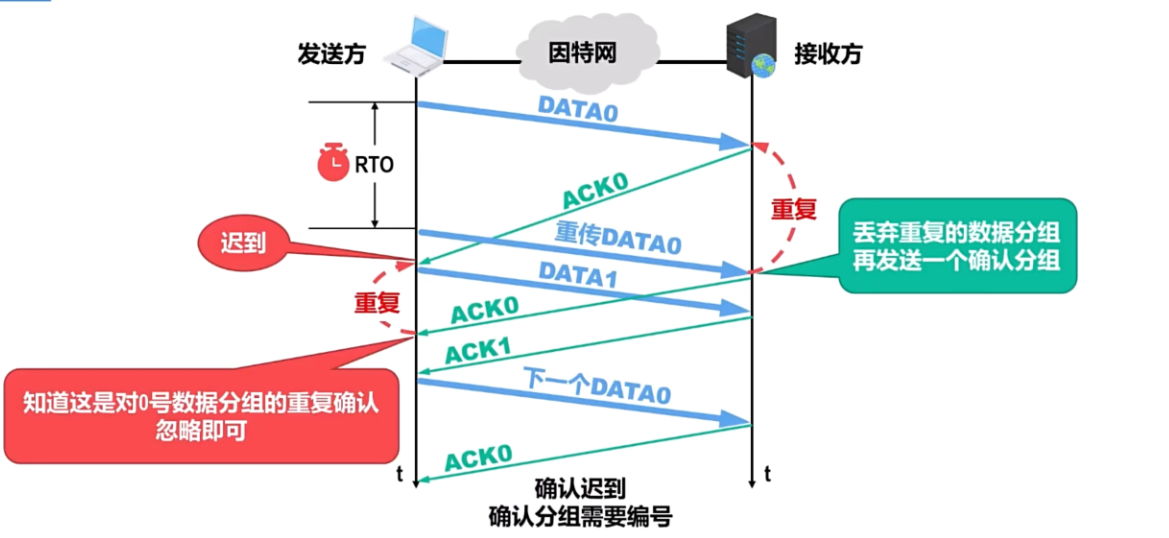 发送方
因特网
接收方
DATA0
RTO
ACK0
重复
迟到
重传DATA0
丢弃重复的数据分组
再发送一个确认分组
DATA1
重复
ACK0
ACK1
知道这是对0号数据分组的重复确认
忽略即可
下一个DATA0
ACK0
t
t
确认迟到
确认分组需要编号